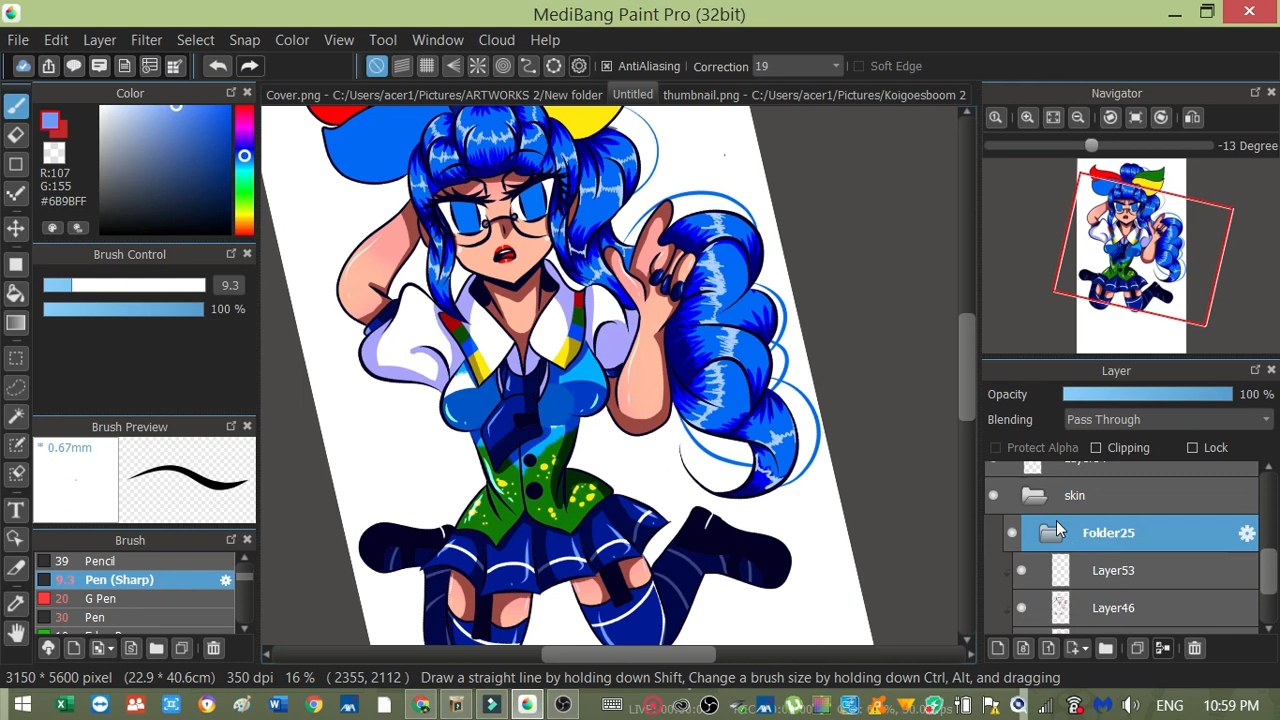 MediBang Paint Pro (32bit)
File Edit Layer Filter Select Snap Color View Tool Window Cloud Help
AntiAliasing Correction 19 Soft Edge
Color
Cover.png - C:/Users/acer1/Pictures/ARTWORKS 2/New folder
Untitled
thumbnail.png - C:/Users/acer1/Pictures/Koigoesboom 2
Navigator
-13 Degree
R:107
G:155
#6B9BFF
Brush Control
9.3
100 %
Brush Preview
* 0.67mm
Brush
39 Pencil
9.3 Pen (Sharp)
20 G Pen
30 Pen
Layer
Opacity 100 %
Blending Pass Through
Protect Alpha Clipping Lock
skin
Folder25
Layer53
Layer46
3150 * 5600 pixel (22.9 * 40.6cm) 350 dpi 16 % ( 2355, 2112 ) Draw a straight line by holding down Shift, Change a brush size by holding down Ctrl, Alt, and dragging
ENG 10:59 PM